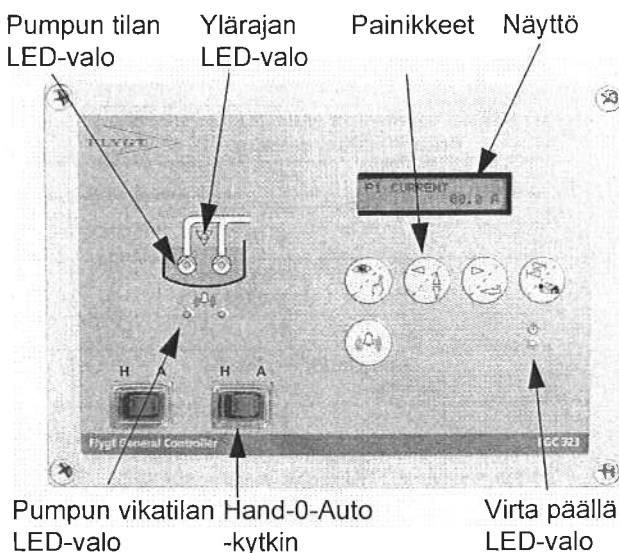 Pumpun tilan
LED-valo
Ylärajan
LED-valo
Painikkeet
Näyttö
FLYGT
P1 CURRENT
00.0 A
H A
H A
Flygt General Controller
FGC 323
Pumpun vikatilan
LED-valo
Hand-0-Auto
-kytkin
Virta päällä
LED-valo